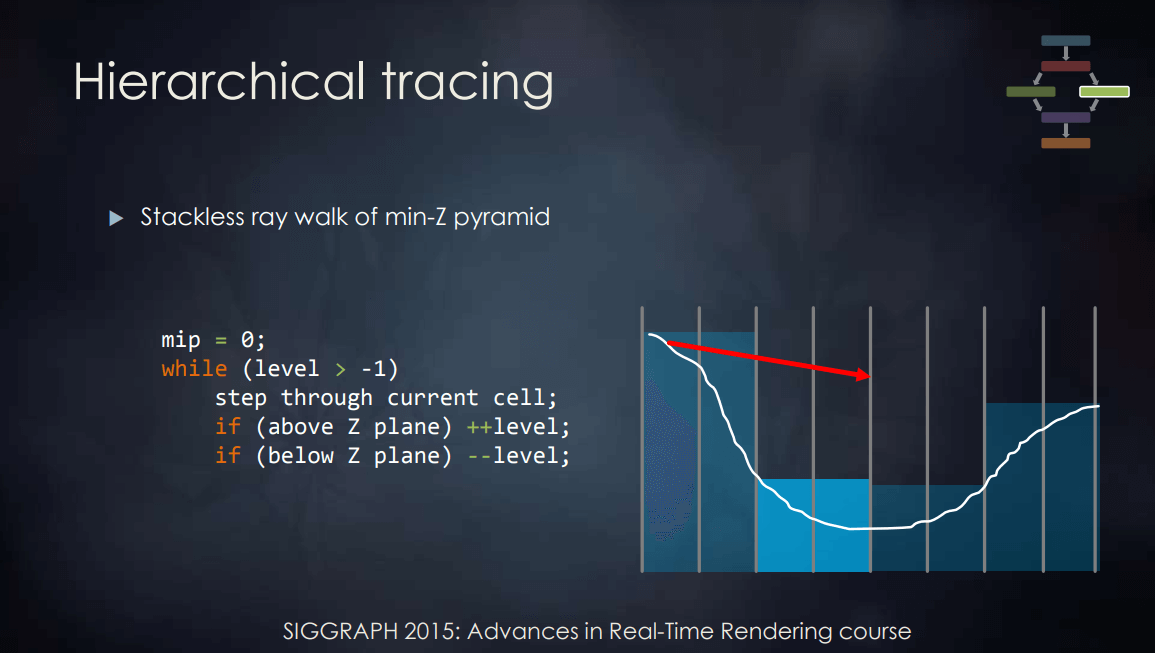 Hierarchical tracing
Stackless ray walk of min-Z pyramid
mip = 0;
while (level > -1)
step through current cell;
if (above Z plane) ++level;
if (below Z plane) --level;
SIGGRAPH 2015: Advances in Real-Time Rendering course